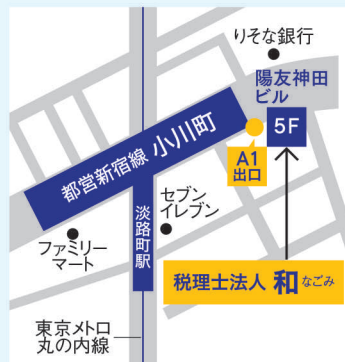 りそな銀行
陽友神田
ビル
5F
A1
出口
都営新宿線 小川町
淡路町駅
セブン
イレブン
ファミリー
マート
税理士法人 和 なごみ
東京メトロ
丸の内線